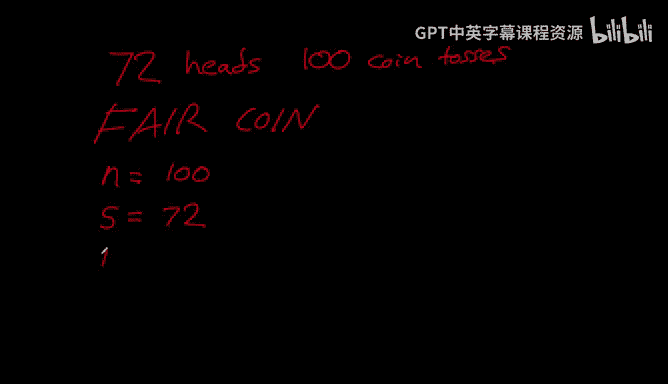 GPT中英字幕课程资源 bilibili
72 heads 100 coin tosses
FAIR COIN
n = 100
S = 72